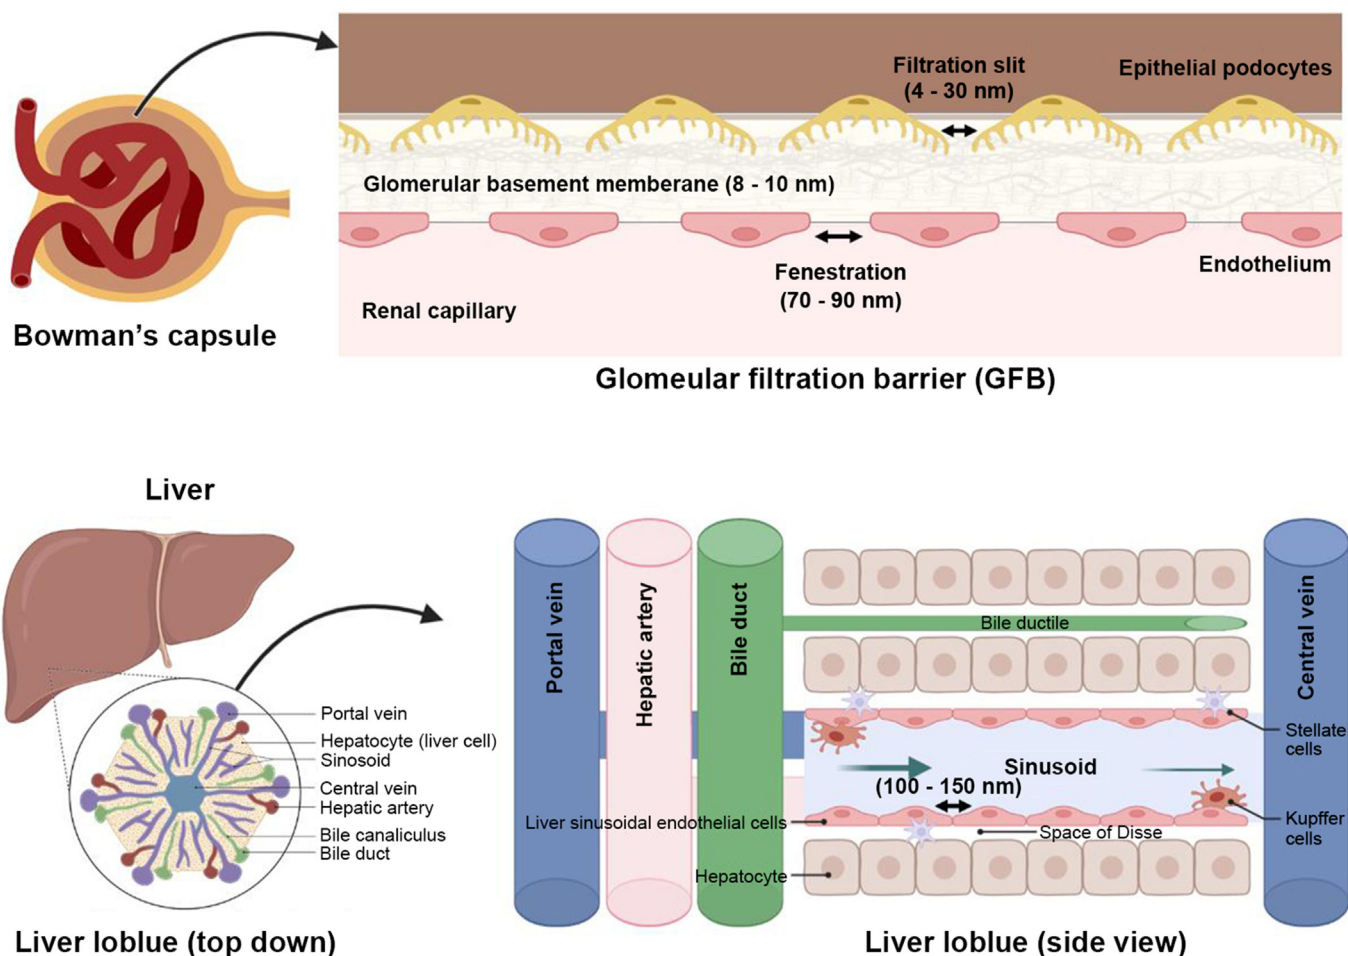 Filtration slit
(4 - 30 nm)
Epithelial podocytes
Glomerular basement memberane (8 - 10 nm)
Fenestration
(70 - 90 nm)
Endothelium
Renal capillary
Bowman's capsule
Glomeular filtration barrier (GFB)
Liver
Portal vein
Hepatocyte (liver cell)
Sinosoid
Central vein
Hepatic artery
Bile canaliculus
Bile duct
Liver loblue (top down)
Portal vein
Hepatic artery
Bile duct
Bile ductile
Central vein
Stellate
cells
Sinusoid
(100 - 150 nm)
Liver sinusoidal endothelial cells
Space of Disse
Kupffer
cells
Hepatocyte
Liver loblue (side view)